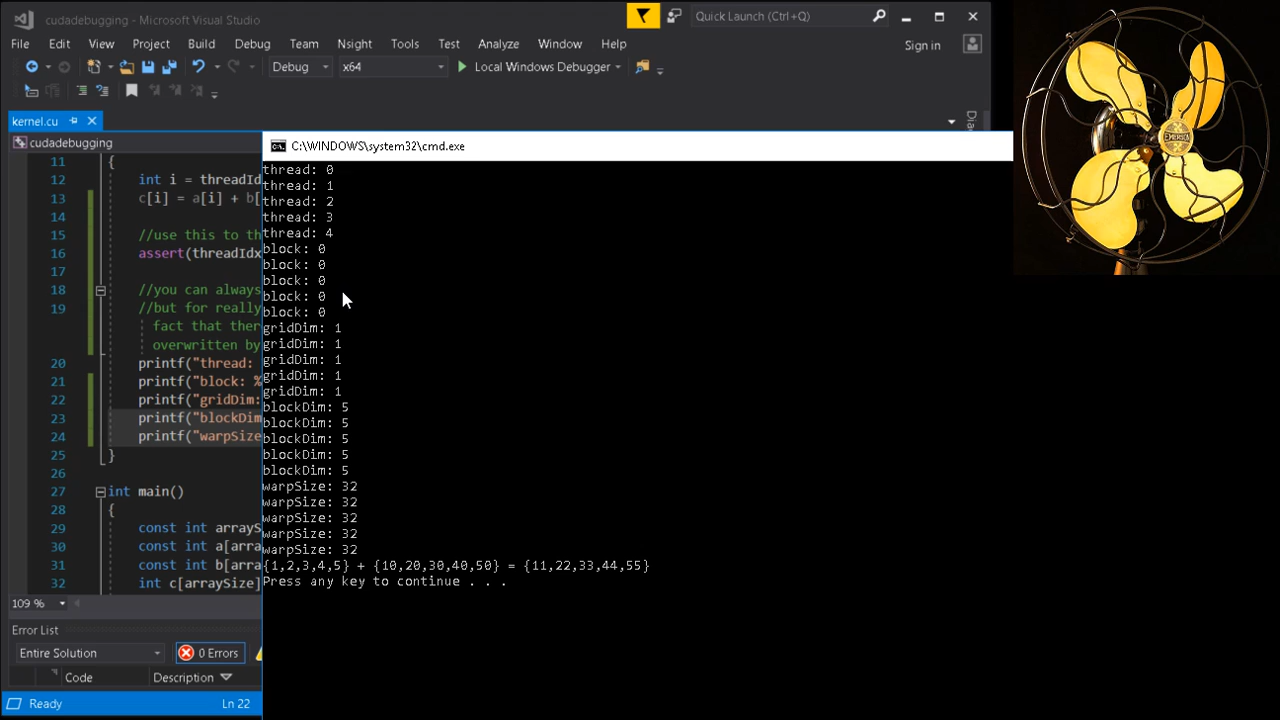 cudadebugging - Microsoft Visual Studio
Quick Launch (Ctrl+Q)
File Edit View Project Build Debug Team Nsight Tools Test Analyze Window Help
Sign in
Debug x64 Local Windows Debugger
kernel.cu
cudadebugging
C:\WINDOWS\system32\cmd.exe
11 {
12 int i = threadId
13 c[i] = a[i] + b[
14
15 //use this to th
16 assert(threadIdx
17
18 //you can always
19 //but for really
fact that ther
overwritten by
20 printf("thread:
21 printf("block: %
22 printf("gridDim:
23 printf("blockDim
24 printf("warpSize
25 }
26
27 int main()
28 {
29 const int arrayS
30 const int a[arra
31 const int b[arra
32 int c[arraySize]
109 %
Error List
Entire Solution 0 Errors
Code Description
Ready Ln 22
thread: 0
thread: 1
thread: 2
thread: 3
thread: 4
block: 0
block: 0
block: 0
block: 0
block: 0
gridDim: 1
gridDim: 1
gridDim: 1
gridDim: 1
gridDim: 1
blockDim: 5
blockDim: 5
blockDim: 5
blockDim: 5
blockDim: 5
warpSize: 32
warpSize: 32
warpSize: 32
warpSize: 32
warpSize: 32
{1,2,3,4,5} + {10,20,30,40,50} = {11,22,33,44,55}
Press any key to continue . . .
Dia
EMERSON